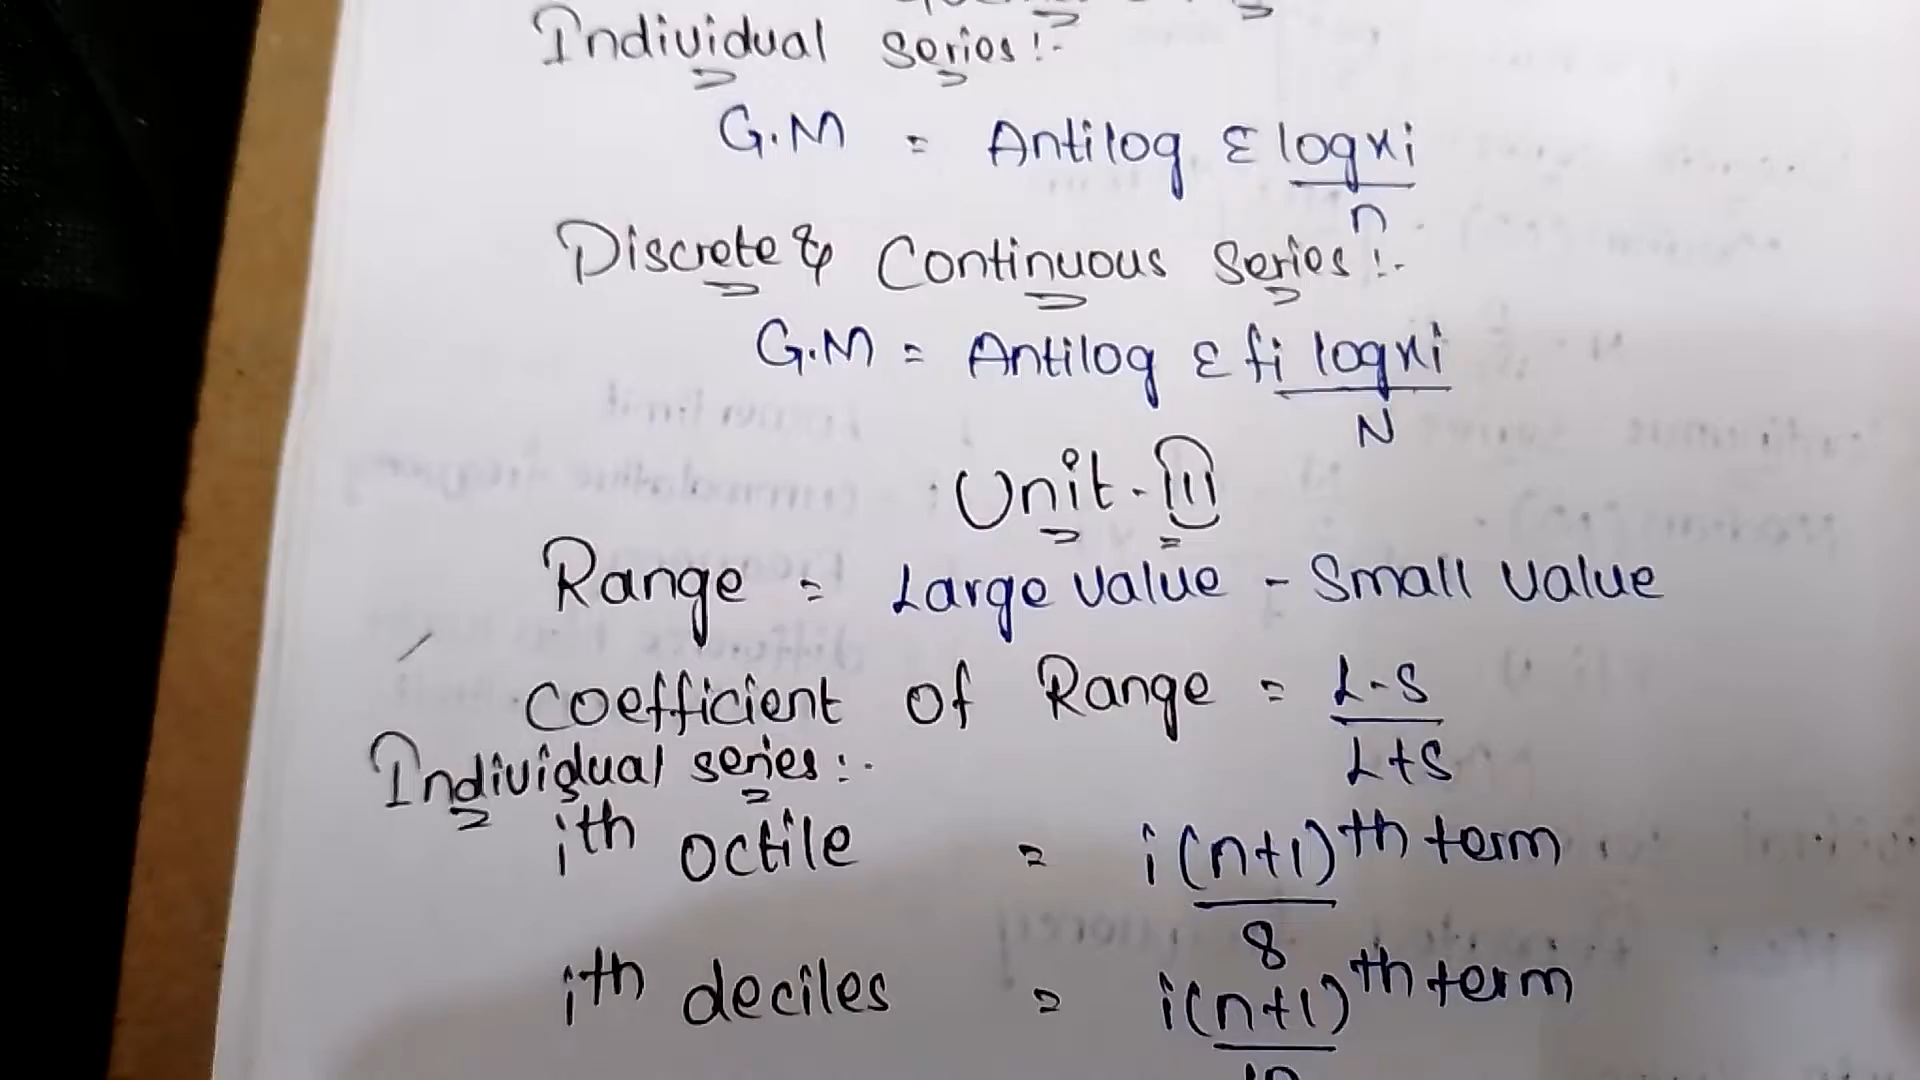 Individual series:-
G.M = Antilog Σ logxi
n
Discrete & Continuous Series:-
G.M = Antilog Σ fi logxi
N
Unit-III
Range = Large value - Small value
Coefficient of Range = L-S
L+S
Individual series:-
ith octile = i(n+1)th term
8
ith deciles = i(n+1)th term
10